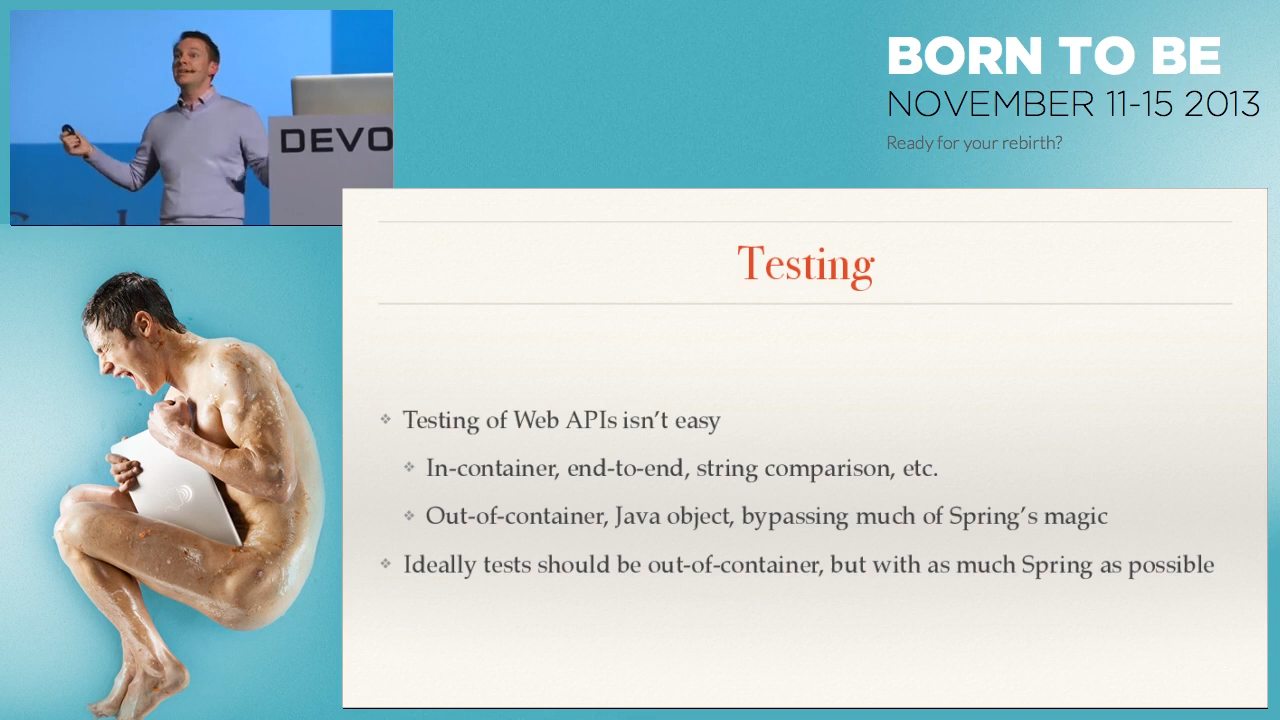 BORN TO BE
NOVEMBER 11-15 2013
Ready for your rebirth?
DEVO
Testing
Testing of Web APIs isn’t easy
In-container, end-to-end, string comparison, etc.
Out-of-container, Java object, bypassing much of Spring’s magic
Ideally tests should be out-of-container, but with as much Spring as possible